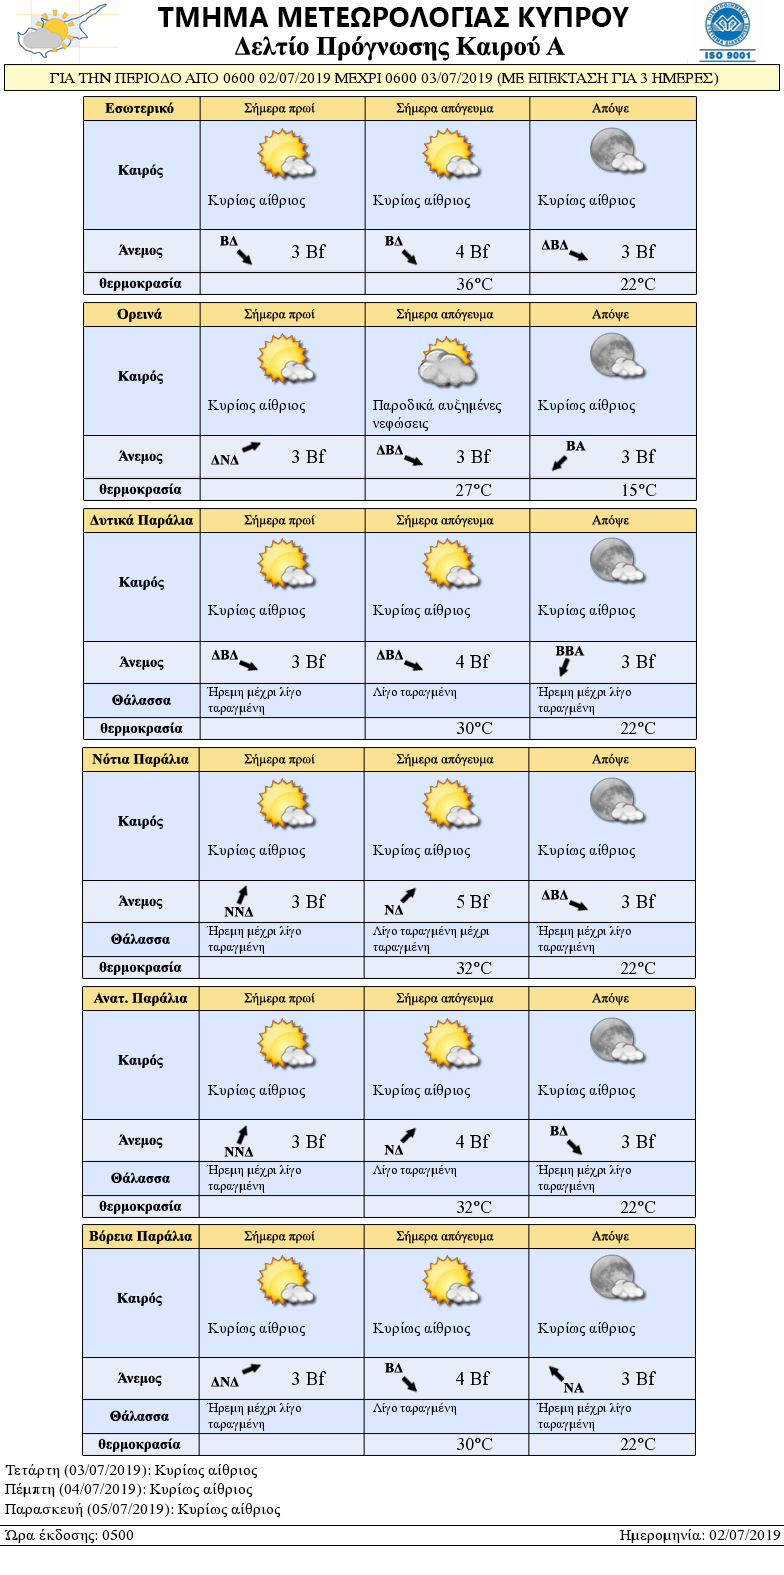 ΤΜΗΜΑ ΜΕΤΕΩΡΟΛΟΓΙΑΣ ΚΥΠΡΟΥ
Δελτίο Πρόγνωσης Καιρού Α
ISO 9001
ΓΙΑ ΤΗΝ ΠΕΡΙΟΔΟ ΑΠΟ 0600 02/07/2019 ΜΕΧΡΙ 0600 03/07/2019 (ΜΕ ΕΠΕΚΤΑΣΗ ΓΙΑ 3 ΗΜΕΡΕΣ)
Εσωτερικό Σήμερα πρωί Σήμερα απόγευμα Απόψε
Καιρός
Κυρίως αίθριος Κυρίως αίθριος Κυρίως αίθριος
Άνεμος ΒΔ 3 Bf ΒΔ 4 Bf ΔΒΔ 3 Bf
θερμοκρασία 36°C 22°C
Ορεινά Σήμερα πρωί Σήμερα απόγευμα Απόψε
Καιρός
Κυρίως αίθριος Παροδικά αυξημένες Κυρίως αίθριος
νεφώσεις
Άνεμος ΔΝΔ 3 Bf ΔΒΔ 3 Bf ΒΑ 3 Bf
θερμοκρασία 27°C 15°C
Δυτικά Παράλια Σήμερα πρωί Σήμερα απόγευμα Απόψε
Καιρός
Κυρίως αίθριος Κυρίως αίθριος Κυρίως αίθριος
Άνεμος ΔΒΔ 3 Bf ΔΒΔ 4 Bf ΒΒΑ 3 Bf
Θάλασσα Ήρεμη μέχρι λίγο Λίγο ταραγμένη Ήρεμη μέχρι λίγο
ταραγμένη ταραγμένη
θερμοκρασία 30°C 22°C
Νότια Παράλια Σήμερα πρωί Σήμερα απόγευμα Απόψε
Καιρός
Κυρίως αίθριος Κυρίως αίθριος Κυρίως αίθριος
Άνεμος ΝΝΔ 3 Bf ΝΔ 5 Bf ΔΒΔ 3 Bf
Θάλασσα Ήρεμη μέχρι λίγο Λίγο ταραγμένη μέχρι Ήρεμη μέχρι λίγο
ταραγμένη ταραγμένη ταραγμένη
θερμοκρασία 32°C 22°C
Ανατ. Παράλια Σήμερα πρωί Σήμερα απόγευμα Απόψε
Καιρός
Κυρίως αίθριος Κυρίως αίθριος Κυρίως αίθριος
Άνεμος ΝΝΔ 3 Bf ΝΔ 4 Bf ΒΔ 3 Bf
Θάλασσα Ήρεμη μέχρι λίγο Λίγο ταραγμένη Ήρεμη μέχρι λίγο
ταραγμένη ταραγμένη
θερμοκρασία 32°C 22°C
Βόρεια Παράλια Σήμερα πρωί Σήμερα απόγευμα Απόψε
Καιρός
Κυρίως αίθριος Κυρίως αίθριος Κυρίως αίθριος
Άνεμος ΔΝΔ 3 Bf ΒΔ 4 Bf ΝΑ 3 Bf
Θάλασσα Ήρεμη μέχρι λίγο Λίγο ταραγμένη Ήρεμη μέχρι λίγο
ταραγμένη ταραγμένη
θερμοκρασία 30°C 22°C
Τετάρτη (03/07/2019): Κυρίως αίθριος
Πέμπτη (04/07/2019): Κυρίως αίθριος
Παρασκευή (05/07/2019): Κυρίως αίθριος
Ώρα έκδοσης: 0500 Ημερομηνία: 02/07/2019